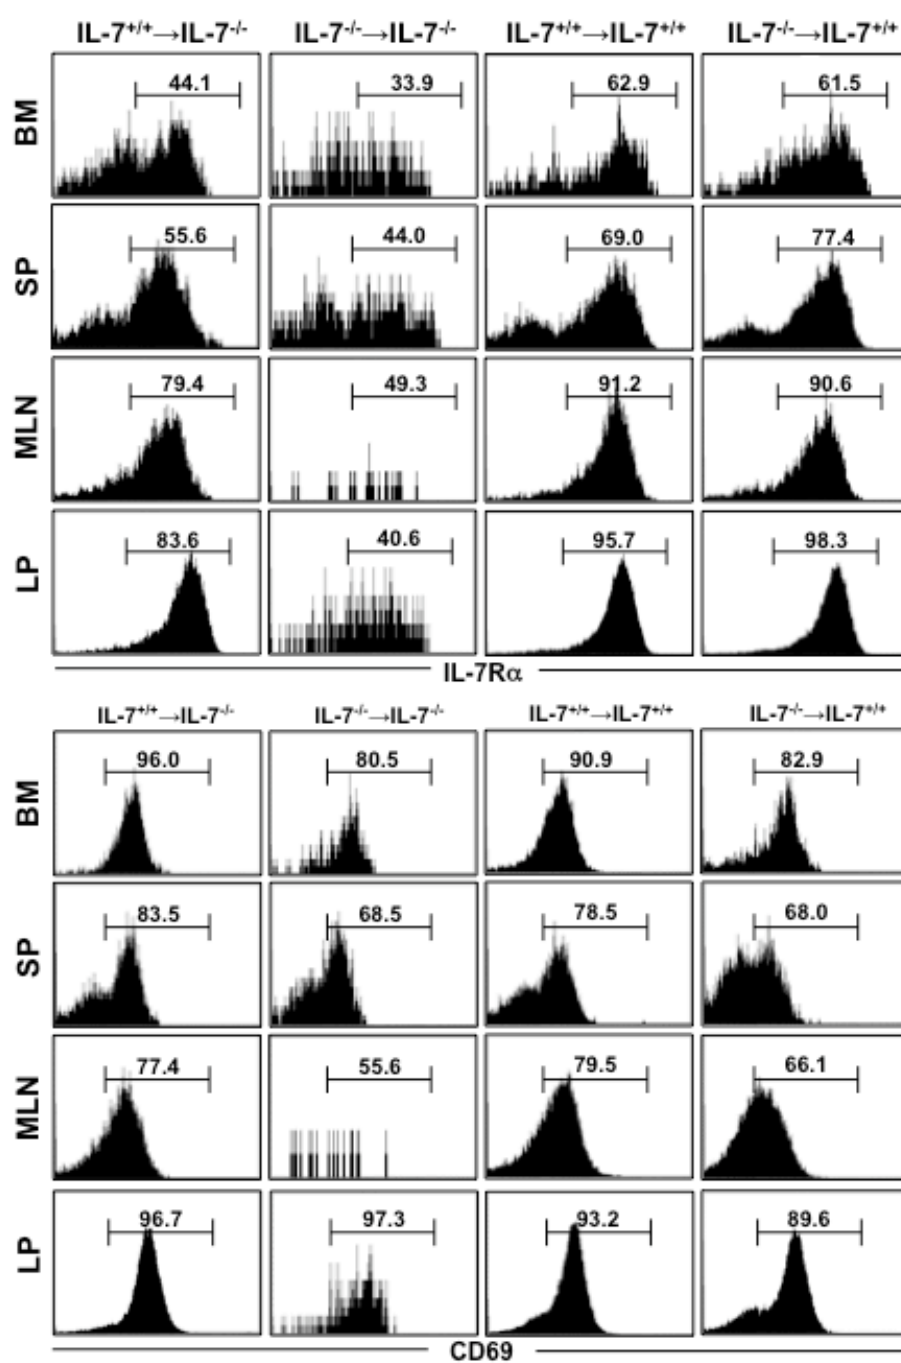 IL-7+/+→IL-7-/- IL-7-/-→IL-7-/- IL-7+/+→IL-7+/+ IL-7-/-→IL-7+/+
BM 44.1 33.9 62.9 61.5
SP 55.6 44.0 69.0 77.4
MLN 79.4 49.3 91.2 90.6
LP 83.6 40.6 95.7 98.3
IL-7Rα
IL-7+/+→IL-7-/- IL-7-/-→IL-7-/- IL-7+/+→IL-7+/+ IL-7-/-→IL-7+/+
BM 96.0 80.5 90.9 82.9
SP 83.5 68.5 78.5 68.0
MLN 77.4 55.6 79.5 66.1
LP 96.7 97.3 93.2 89.6
CD69